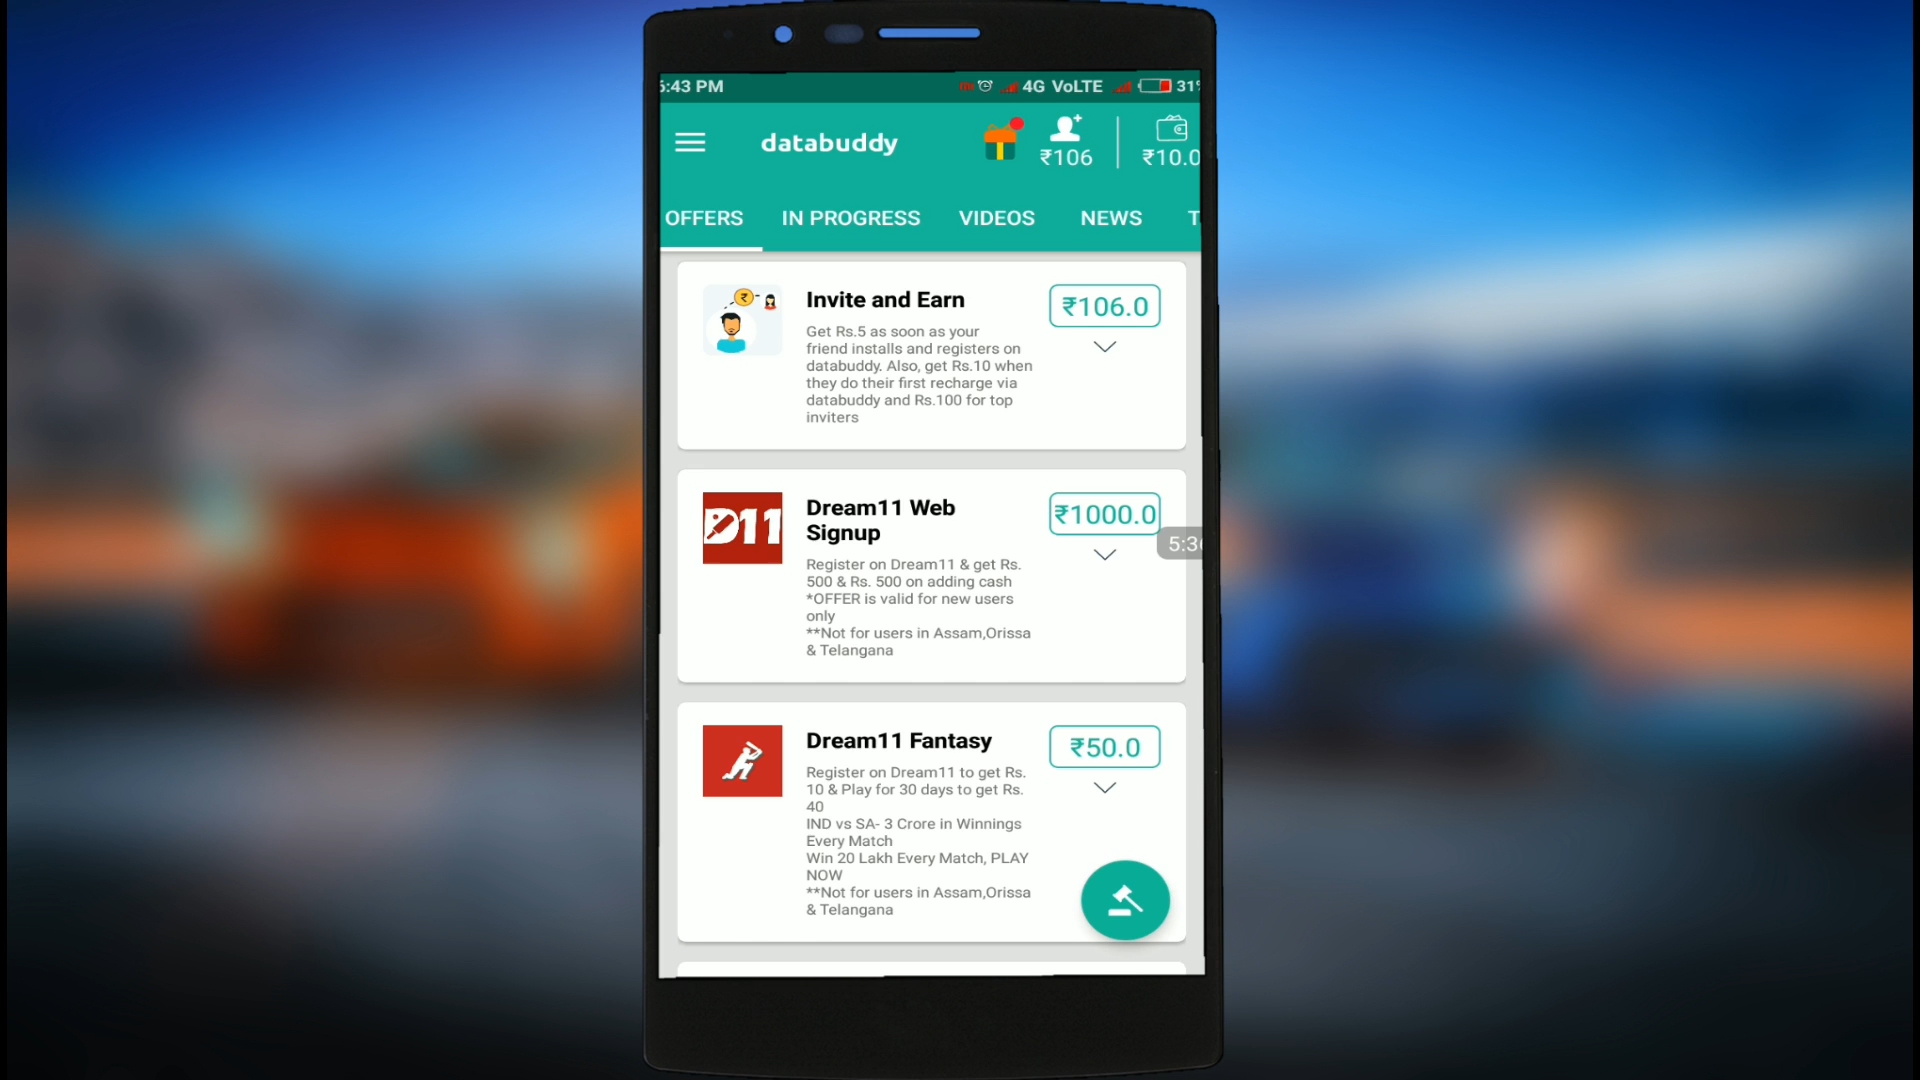 :43 PM 4G VoLTE 31
databuddy ₹106 ₹10.0
OFFERS IN PROGRESS VIDEOS NEWS T
Invite and Earn ₹106.0
Get Rs.5 as soon as your
friend installs and registers on
databuddy. Also, get Rs.10 when
they do their first recharge via
databuddy and Rs.100 for top
inviters
D11
Dream11 Web
Signup
₹1000.0
5:3
Register on Dream11 & get Rs.
500 & Rs. 500 on adding cash
*OFFER is valid for new users
only
**Not for users in Assam,Orissa
& Telangana
Dream11 Fantasy ₹50.0
Register on Dream11 to get Rs.
10 & Play for 30 days to get Rs.
40
IND vs SA- 3 Crore in Winnings
Every Match
Win 20 Lakh Every Match, PLAY
NOW
**Not for users in Assam,Orissa
& Telangana